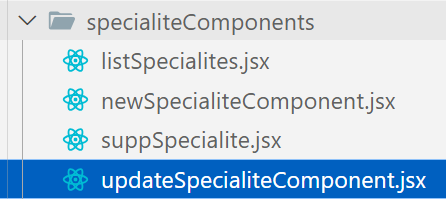 specialiteComponents
listSpecialites.jsx
newSpecialiteComponent.jsx
suppSpecialite.jsx
updateSpecialiteComponent.jsx